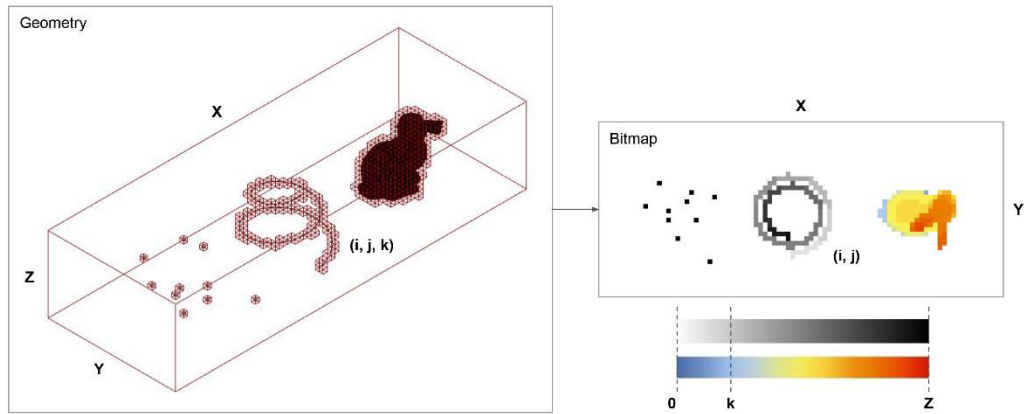 Geometry
X
Z
Y
(i, j, k)
X
Bitmap
Y
(i, j)
0
k
Z